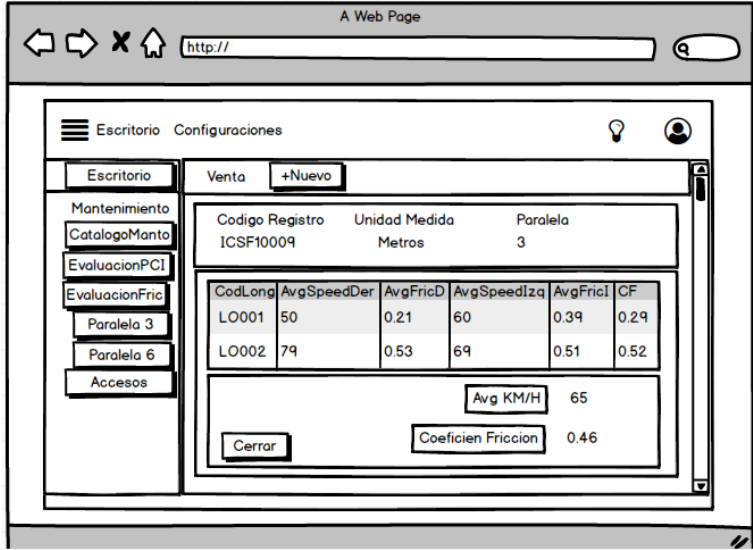 A Web Page
http://
Escritorio Configuraciones
Escritorio
Venta +Nuevo
Mantenimiento
CatalogoManto
EvaluacionPCI
EvaluacionFric
Paralela 3
Paralela 6
Accesos
Codigo Registro Unidad Medida Paralela
ICSF10009 Metros 3
CodLong AvgSpeedDer AvgFricD AvgSpeedIzq AvgFricI CF
LO001 50 0.21 60 0.39 0.29
LO002 79 0.53 69 0.51 0.52
Avg KM/H 65
Cerrar Coeficien Friccion 0.46